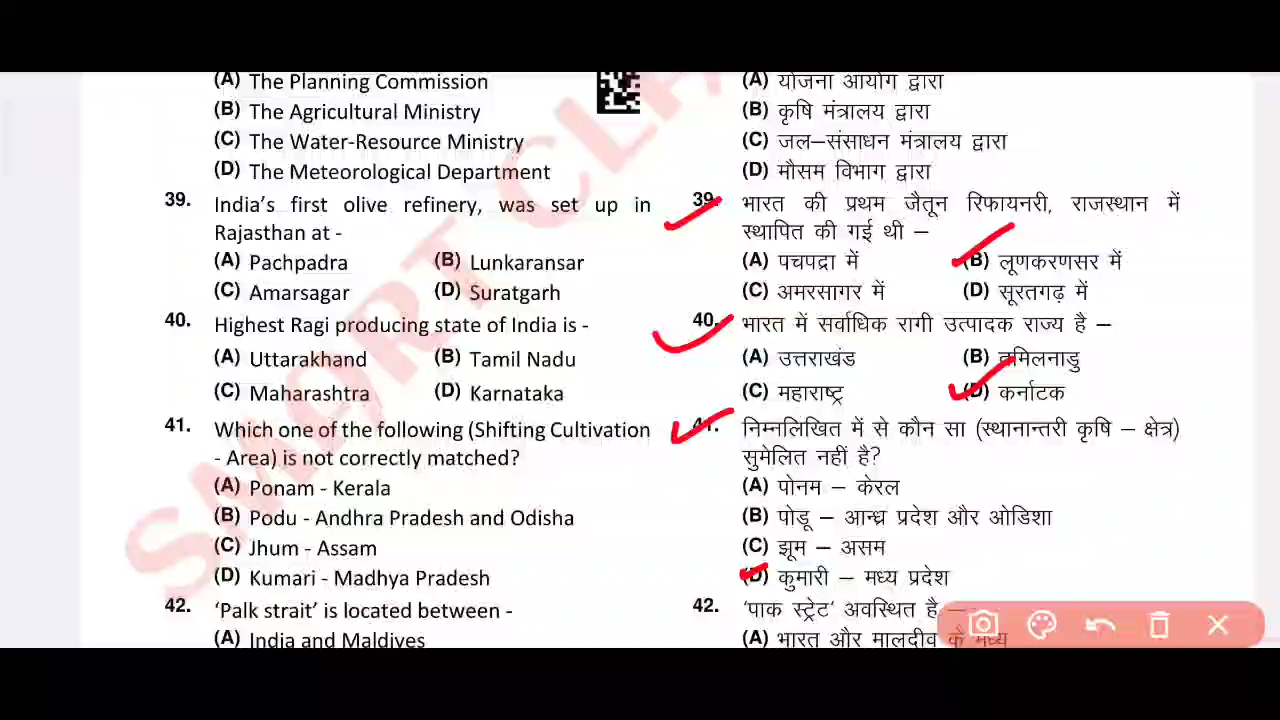 (A) The Planning Commission
(B) The Agricultural Ministry
(C) The Water-Resource Ministry
(D) The Meteorological Department
39. India's first olive refinery, was set up in
Rajasthan at -
(A) Pachpadra (B) Lunkaransar
(C) Amarsagar (D) Suratgarh
40. Highest Ragi producing state of India is -
(A) Uttarakhand (B) Tamil Nadu
(C) Maharashtra (D) Karnataka
41. Which one of the following (Shifting Cultivation
- Area) is not correctly matched?
(A) Ponam - Kerala
(B) Podu - Andhra Pradesh and Odisha
(C) Jhum - Assam
(D) Kumari - Madhya Pradesh
42. 'Palk strait' is located between -
(A) India and Maldives
(A) योजना आयोग द्वारा
(B) कृषि मंत्रालय द्वारा
(C) जल–संसाधन मंत्रालय द्वारा
(D) मौसम विभाग द्वारा
39. भारत की प्रथम जैतून रिफायनरी, राजस्थान में
स्थापित की गई थी –
(A) पचपद्रा में (B) लूणकरणसर में
(C) अमरसागर में (D) सूरतगढ़ में
40. भारत में सर्वाधिक रागी उत्पादक राज्य है –
(A) उत्तराखंड (B) तमिलनाडु
(C) महाराष्ट्र (D) कर्नाटक
41. निम्नलिखित में से कौन सा (स्थानान्तरी कृषि – क्षेत्र)
सुमेलित नहीं है?
(A) पोनम – केरल
(B) पोडू – आन्ध्र प्रदेश और ओडिशा
(C) झूम – असम
(D) कुमारी – मध्य प्रदेश
42. 'पाक स्ट्रेट' अवस्थित है –
(A) भारत और मालदीव के मध्य
SMART CLA